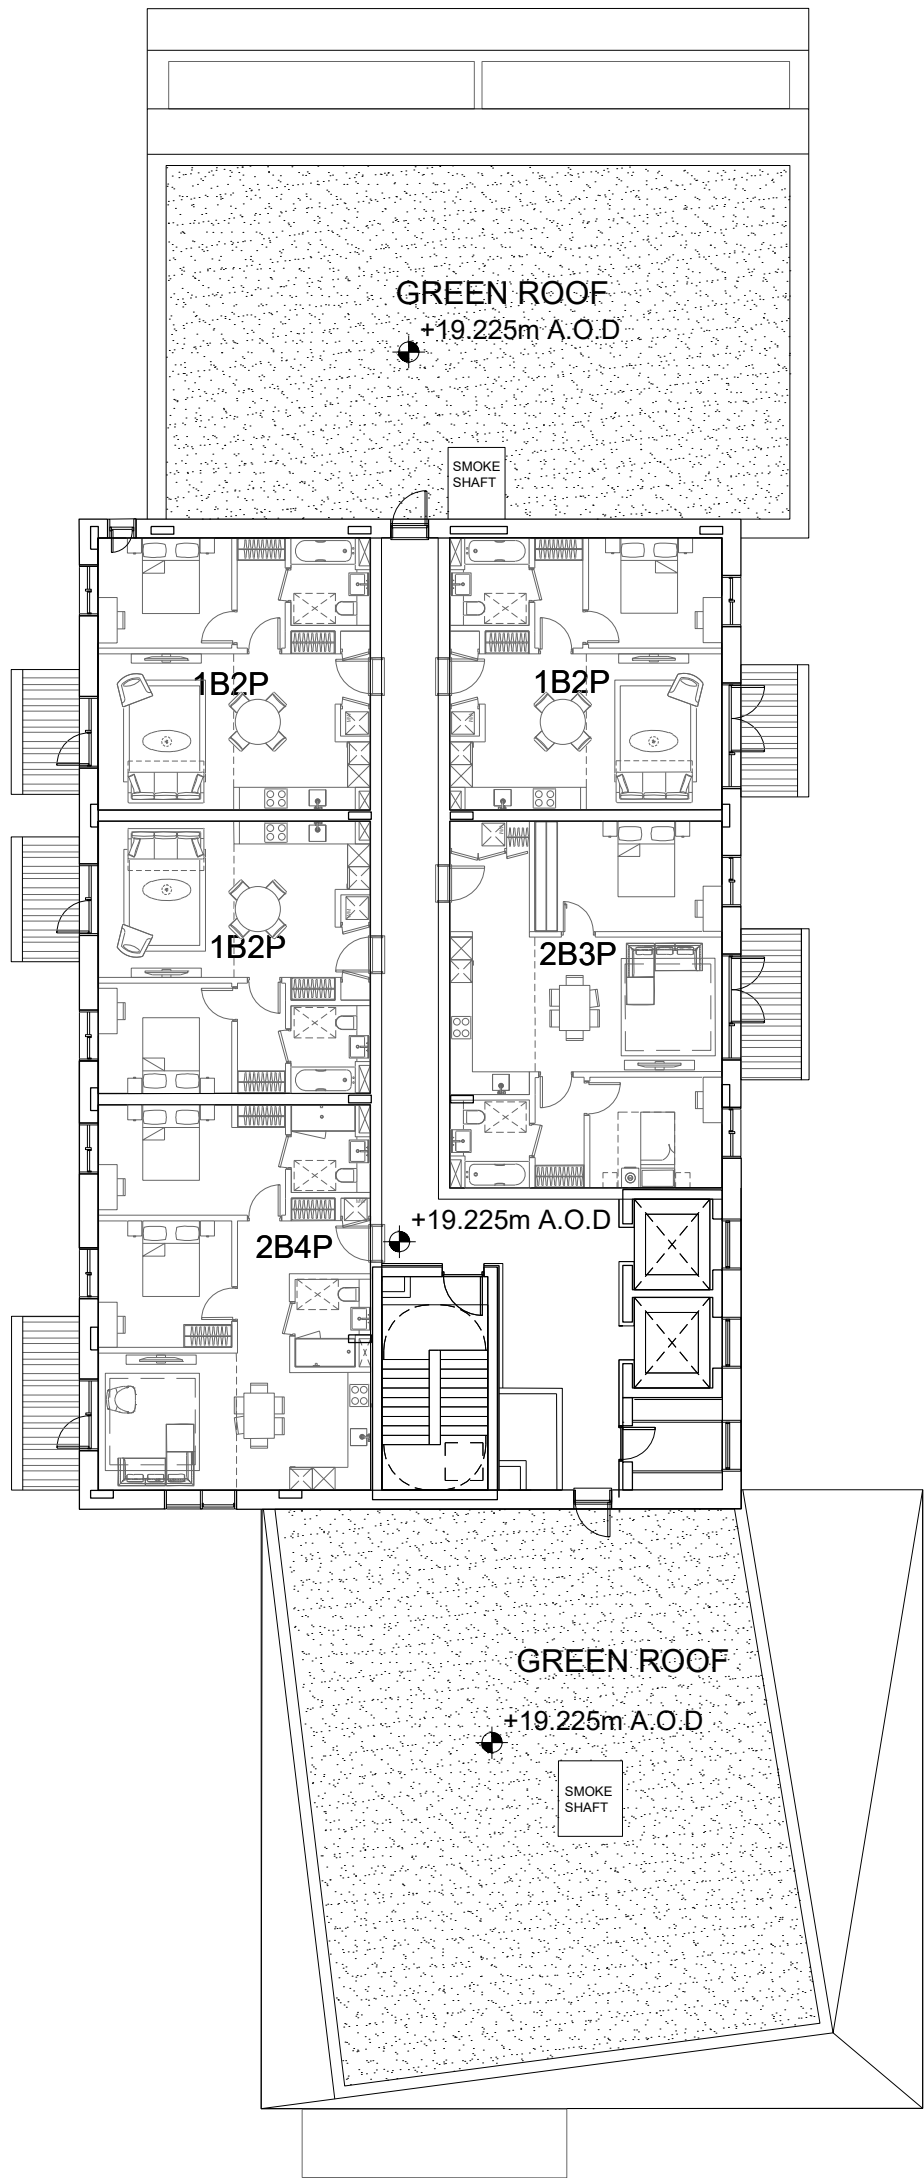 GREEN ROOF
+19.225m A.O.D
SMOKE
SHAFT
1B2P
1B2P
1B2P
2B3P
+19.225m A.O.D
2B4P
GREEN ROOF
+19.225m A.O.D
SMOKE
SHAFT